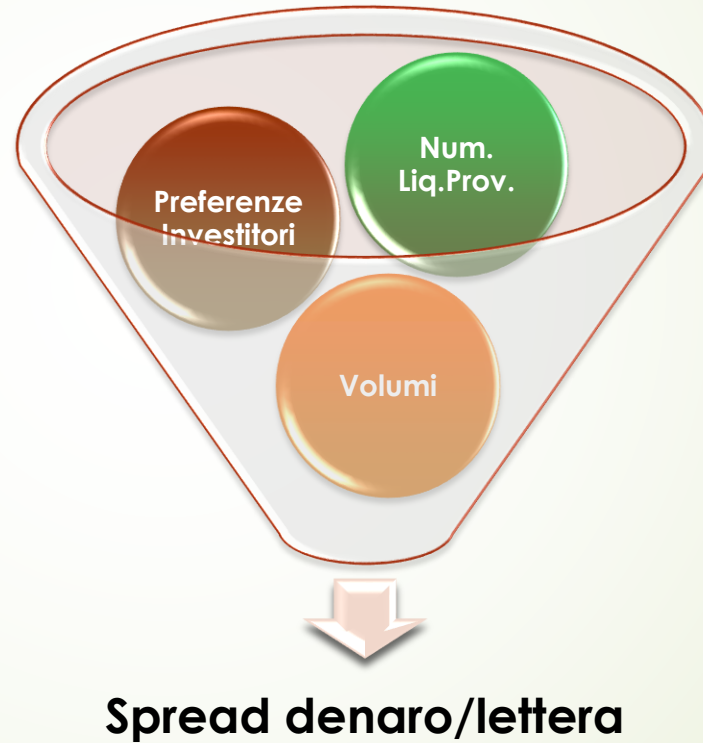 Num.
Liq.Prov.
Preferenze
Investitori
Volumi
Spread denaro/lettera